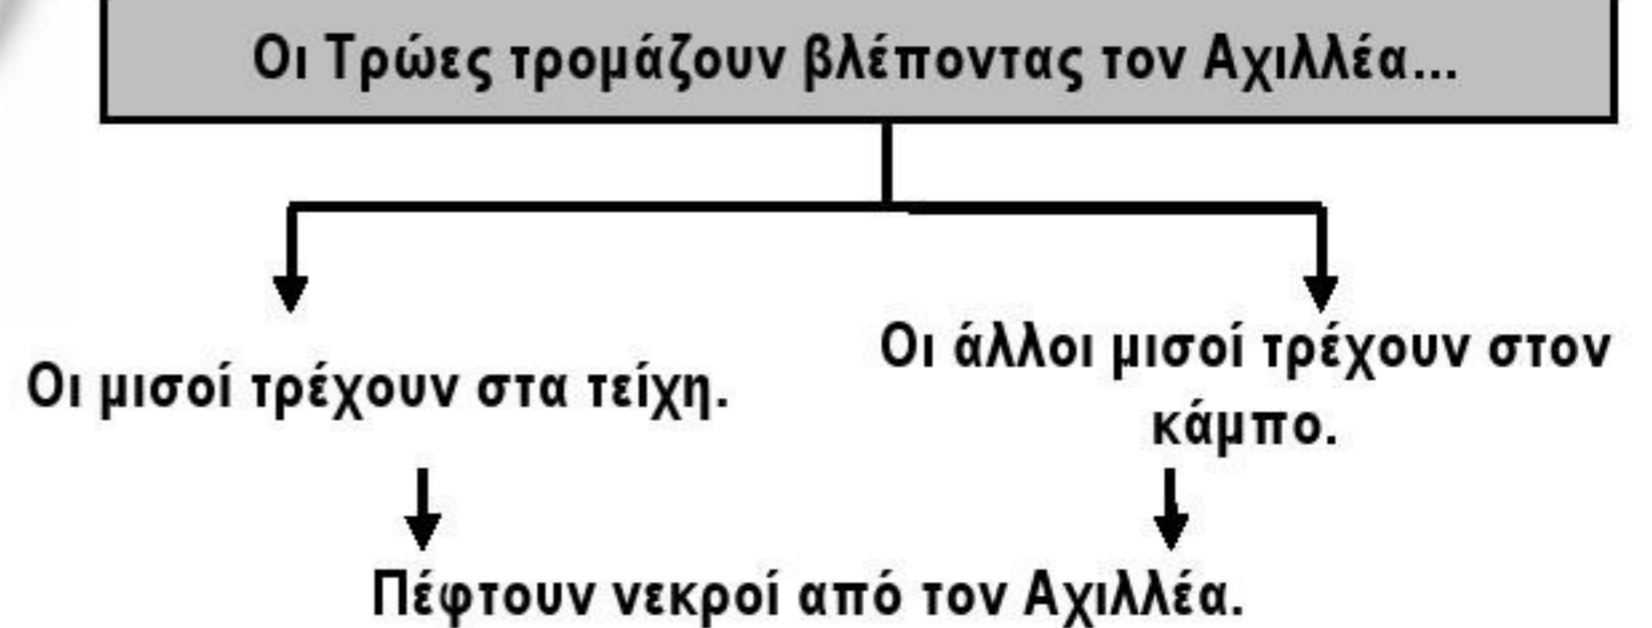 Οι Τρώες τρομάζουν βλέποντας τον Αχιλλέα...
Οι μισοί τρέχουν στα τείχη.
Οι άλλοι μισοί τρέχουν στον
κάμπο.
Πέφτουν νεκροί από τον Αχιλλέα.